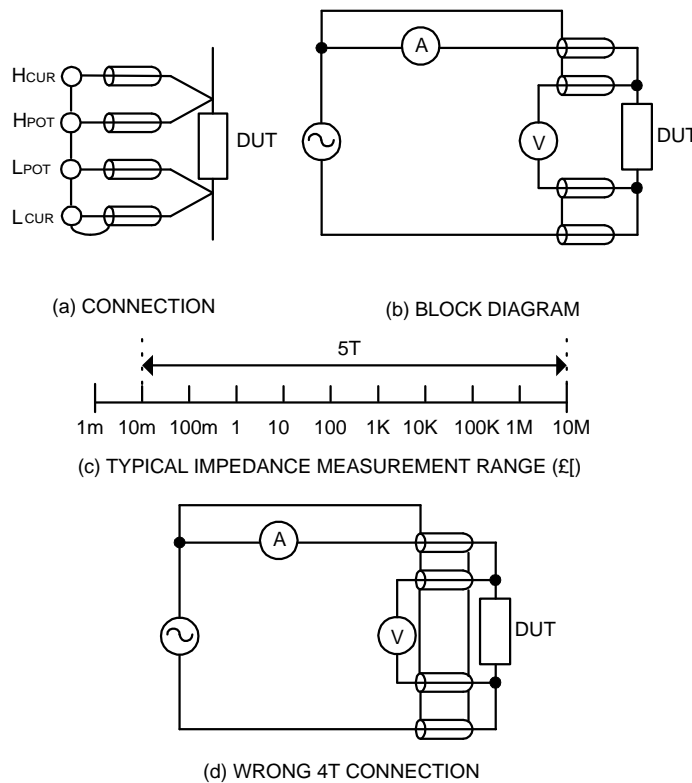 HCUR
HPOT
LPOT
LCUR
DUT
A
V
DUT
(a) CONNECTION
(b) BLOCK DIAGRAM
5T
1m 10m 100m 1 10 100 1K 10K 100K 1M 10M
(c) TYPICAL IMPEDANCE MEASUREMENT RANGE (£[)
A
V
DUT
(d) WRONG 4T CONNECTION